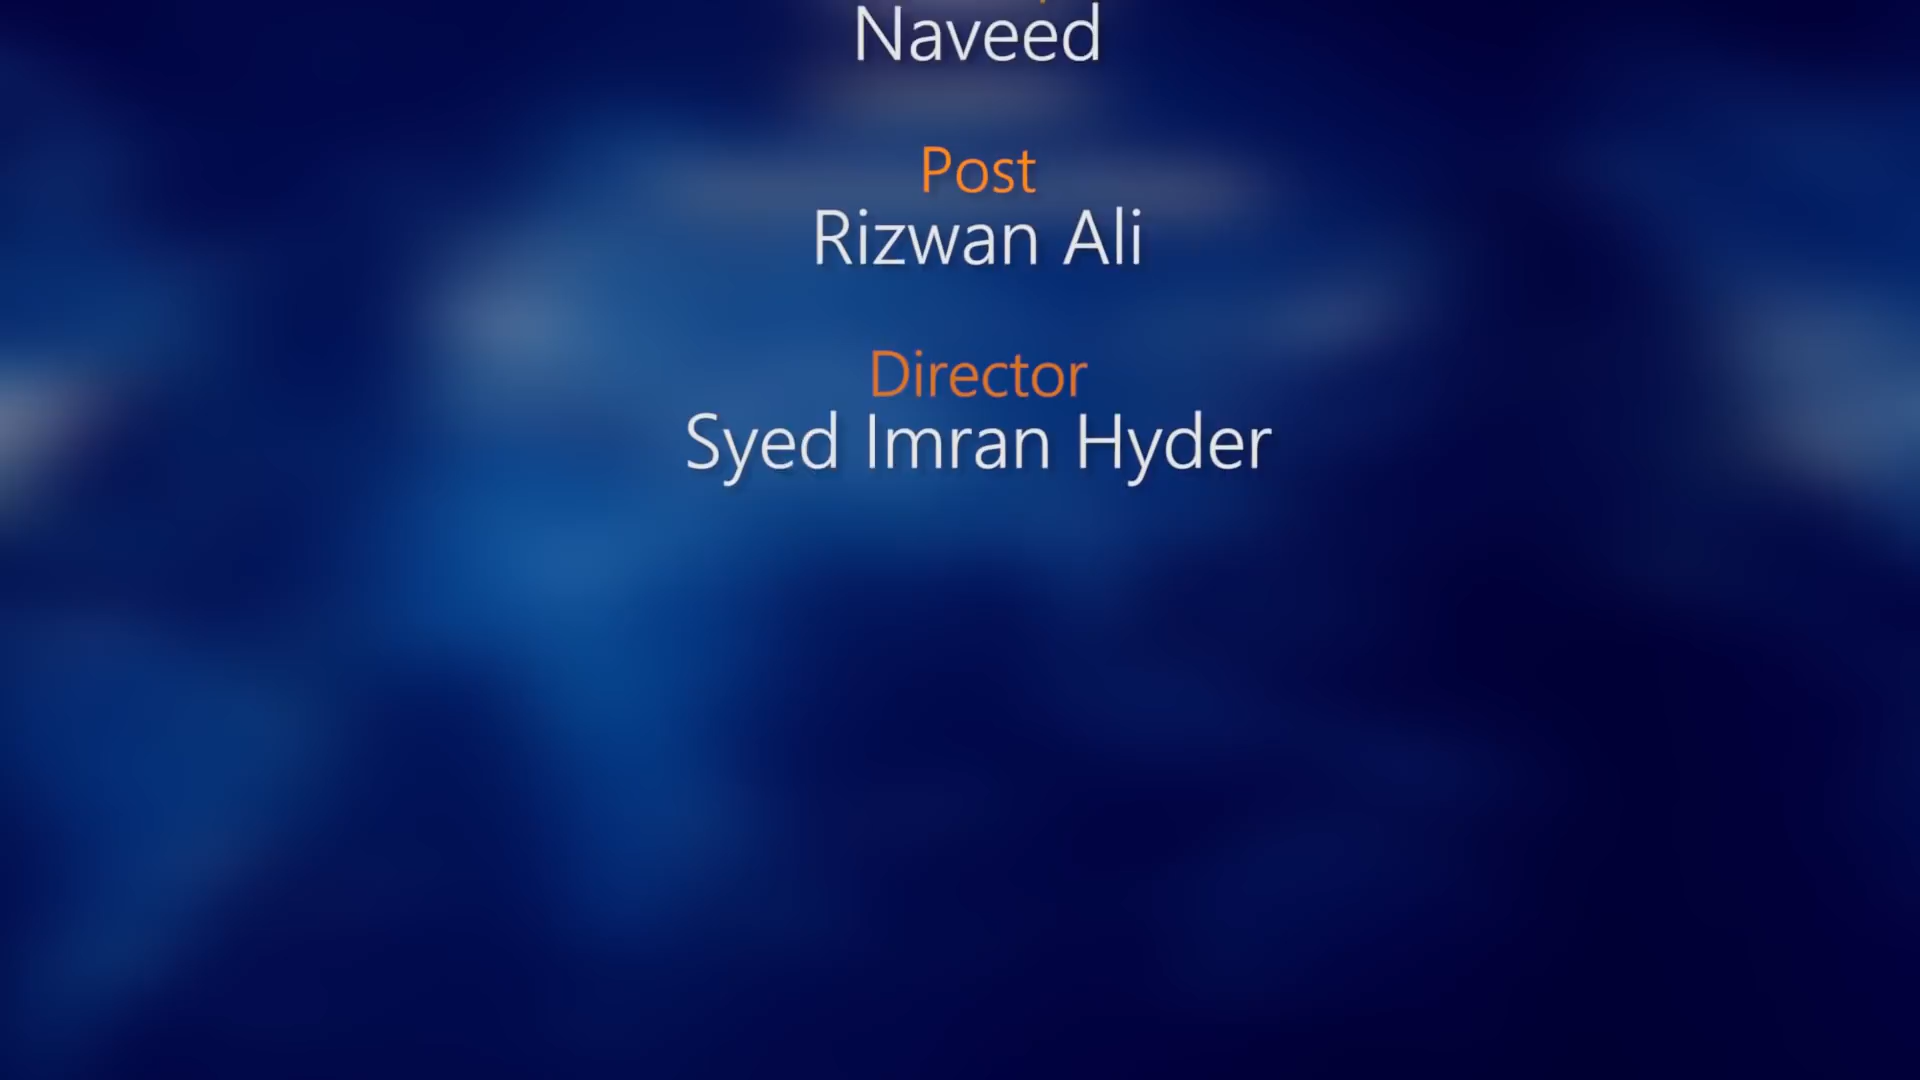 Naveed
Post
Rizwan Ali
Director
Syed Imran Hyder